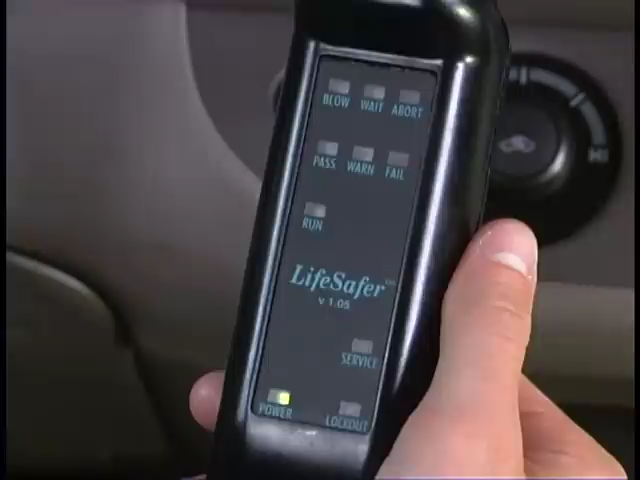 BLOW WAIT ABORT
PASS WARN FAIL
RUN
LifeSafer
v 1.05
SERVICE
POWER LOCKOUT